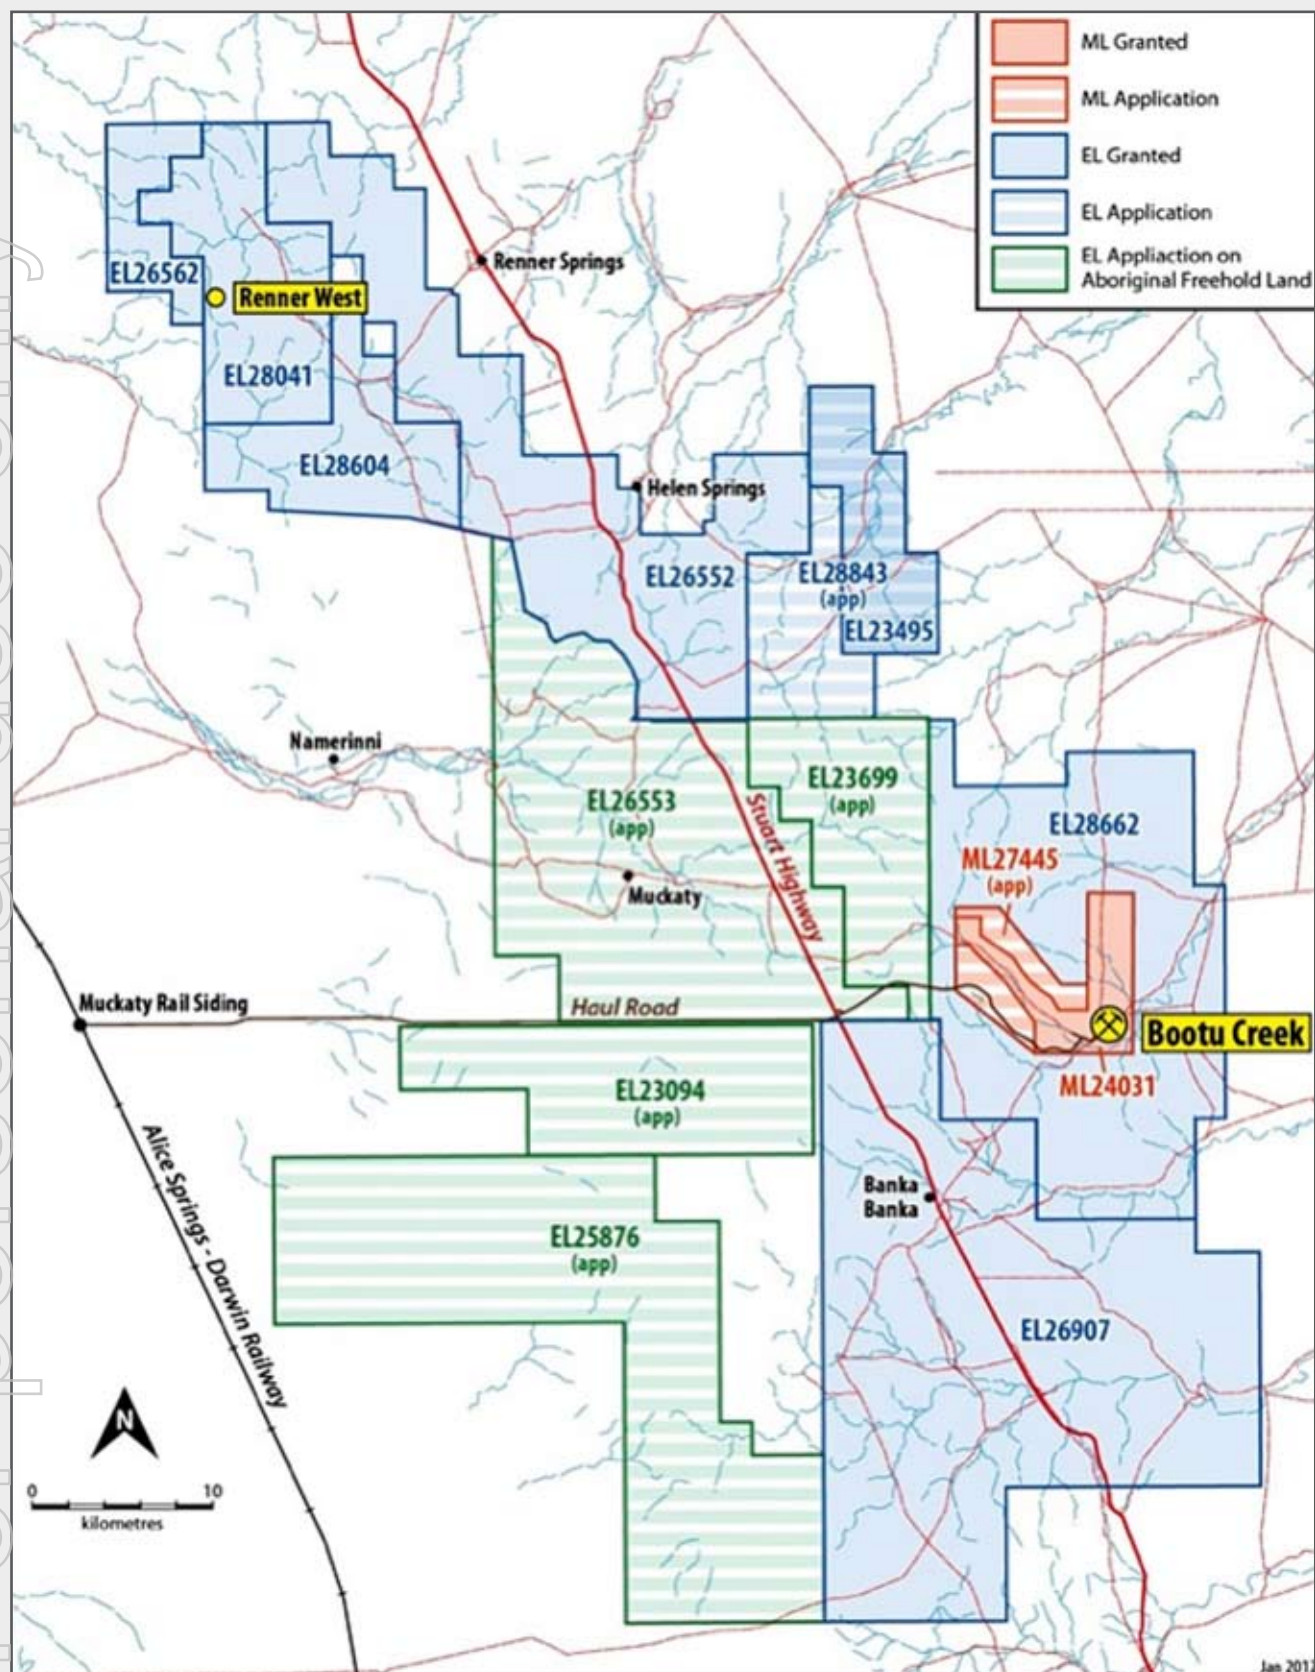 ML Granted
ML Application
EL Granted
EL Application
EL Appliaction on
Aboriginal Freehold Land
Renner Springs
EL26562
Renner West
EL28041
EL28604
Helen Springs
EL26552
EL28843
(app)
EL23495
Namerinni
EL26553
(app)
EL23699
(app)
Stuart Highway
EL28662
ML27445
(app)
Muckaty
Muckaty Rail Siding
Haul Road
Bootu Creek
ML24031
EL23094
(app)
Alice Springs - Darwin Railway
Banka
Banka
EL25876
(app)
EL26907
N
0 10
kilometres